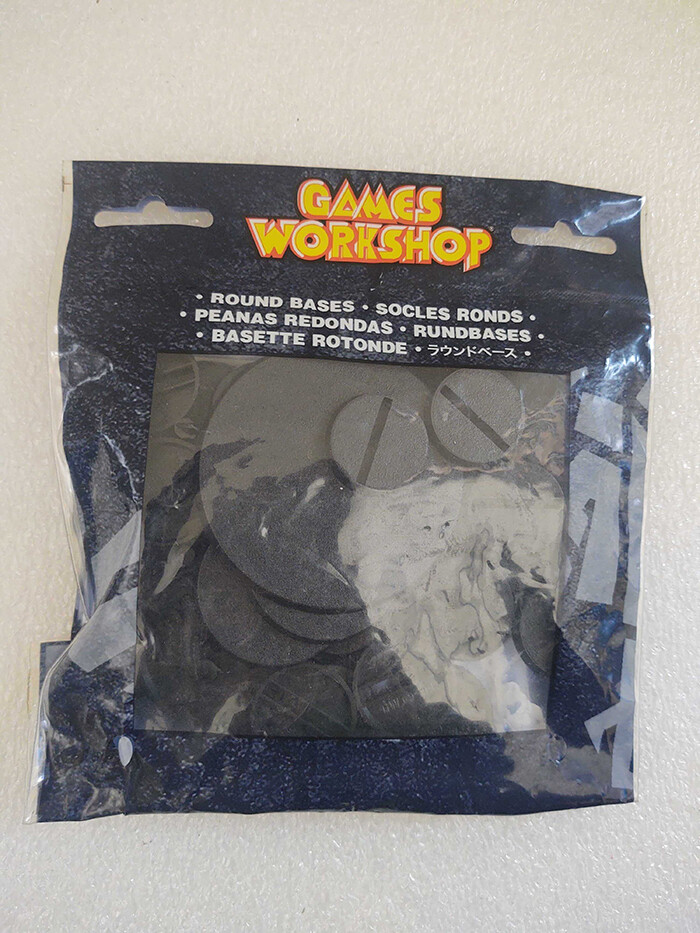 GAMES
WORKSHOP
• ROUND BASES • SOCLES RONDS •
• PEANAS REDONDAS • RUNDBASES •
• BASETTE ROTONDE • ラウンドベース •